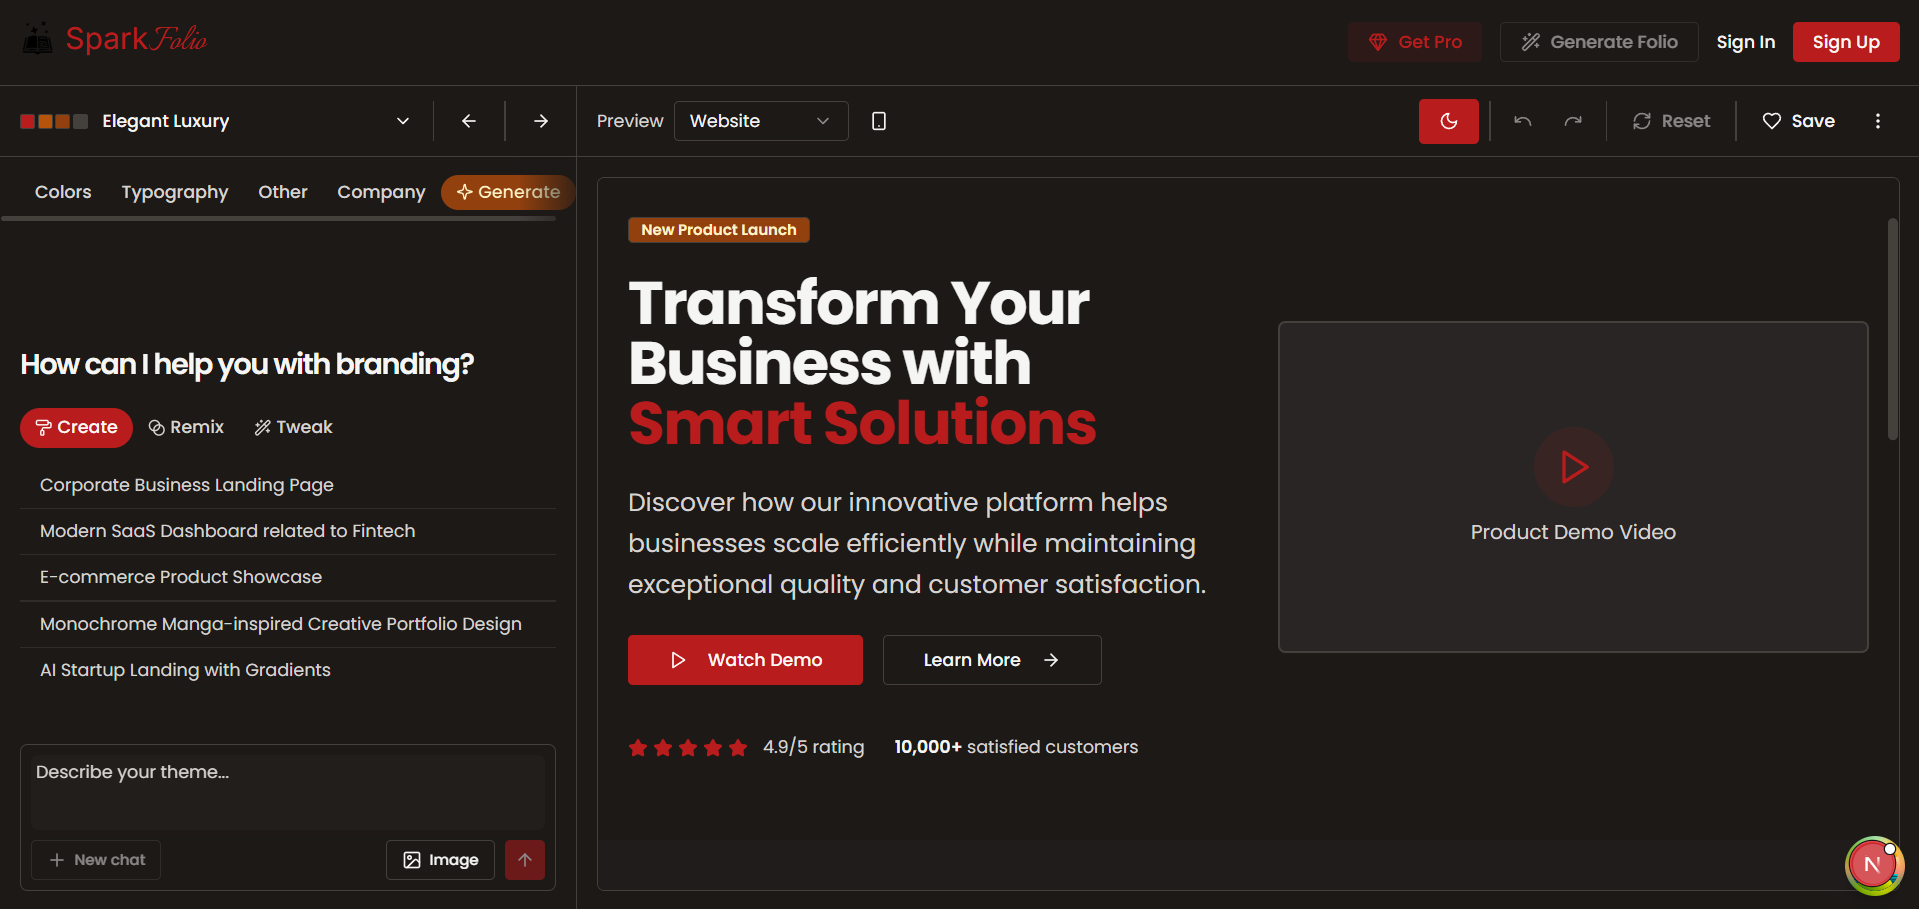 SparkFolio
Get Pro
Generate Folio
Sign In
Sign Up
Elegant Luxury
Preview
Website
Reset
Save
Colors
Typography
Other
Company
Generate
How can I help you with branding?
Create
Remix
Tweak
Corporate Business Landing Page
Modern SaaS Dashboard related to Fintech
E-commerce Product Showcase
Monochrome Manga-inspired Creative Portfolio Design
AI Startup Landing with Gradients
Describe your theme...
New chat
Image
New Product Launch
Transform Your
Business with
Smart Solutions
Discover how our innovative platform helps
businesses scale efficiently while maintaining
exceptional quality and customer satisfaction.
Watch Demo
Learn More
4.9/5 rating
10,000+ satisfied customers
Product Demo Video
N